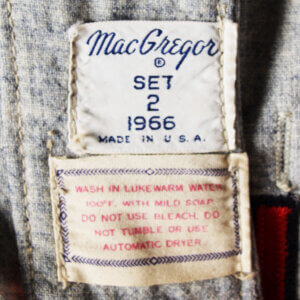 MacGregor
®
SET
2
1966
MADE IN U.S.A.
WASH IN LUKEWARM WATER
100°F. WITH MILD SOAP.
DO NOT USE BLEACH. DO
NOT TUMBLE OR USE
AUTOMATIC DRYER.